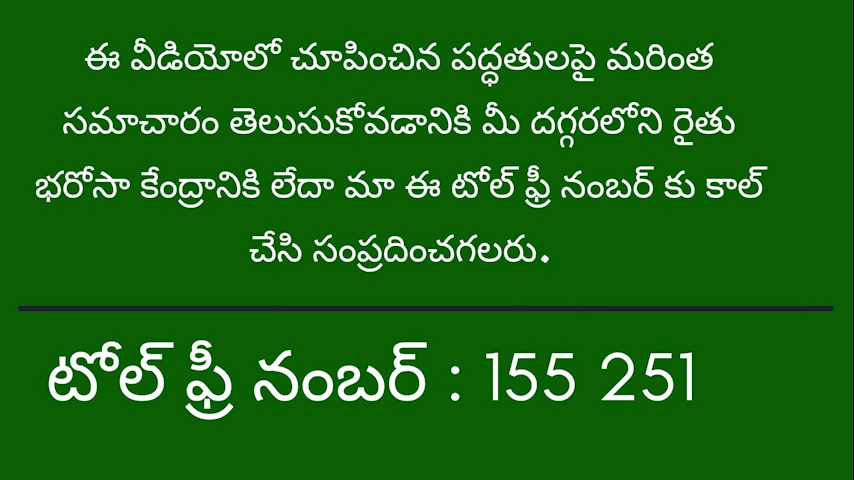 ఈ వీడియోలో చూపించిన పద్ధతులపై మరింత
సమాచారం తెలుసుకోవడానికి మీ దగ్గరలోని రైతు
భరోసా కేంద్రానికి లేదా మా ఈ టోల్ ఫ్రీ నంబర్ కు కాల్
చేసి సంప్రదించగలరు.
టోల్ ఫ్రీ నంబర్ : 155 251